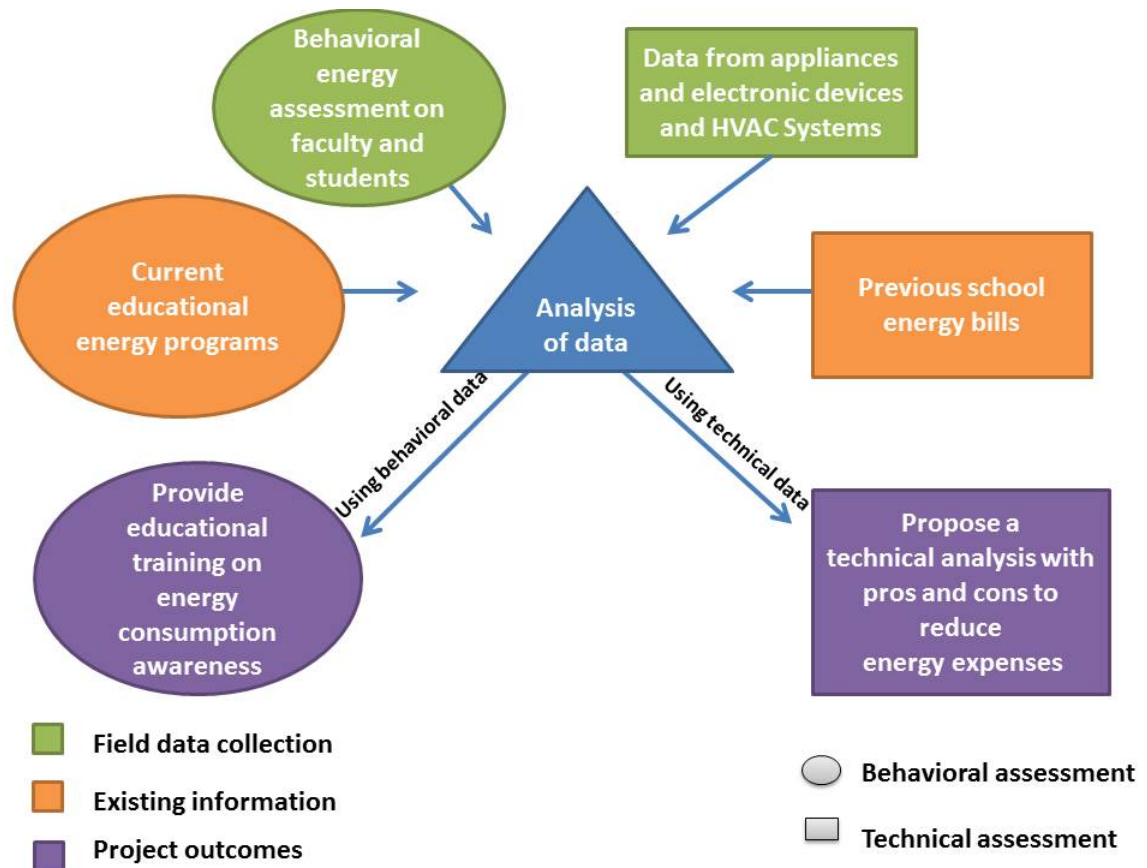 Behavioral
energy
assessment on
faculty and
students
Data from appliances
and electronic devices
and HVAC Systems
Current
educational
energy programs
Analysis
of data
Previous school
energy bills
Using behavioral data
Using technical data
Provide
educational
training on
energy
consumption
awareness
Propose a
technical analysis with
pros and cons to
reduce
energy expenses
Field data collection
Existing information
Project outcomes
Behavioral assessment
Technical assessment